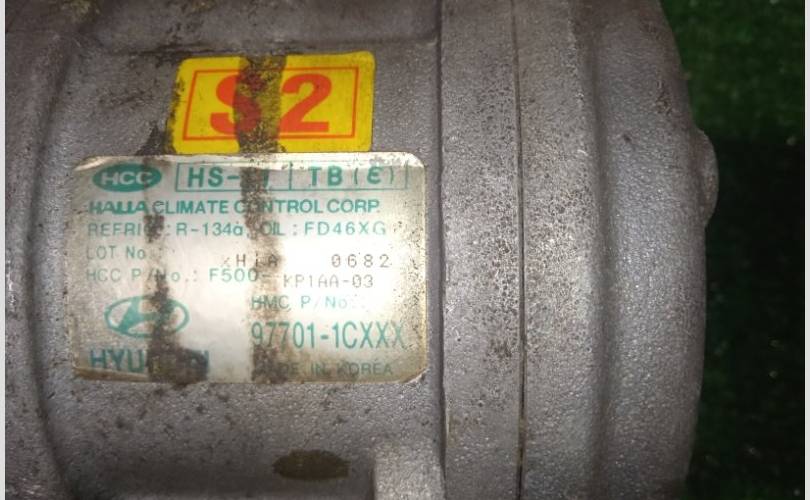 S2
HCC HS- TB(E)
HALLA CLIMATE CONTROL CORP
REFRIG : R-134a, OIL : FD46XG
LOT No. 0682
HCC P/No.: F500-KP1AA-03
HMC P/No.:
97701-1CXXX
MADE IN KOREA